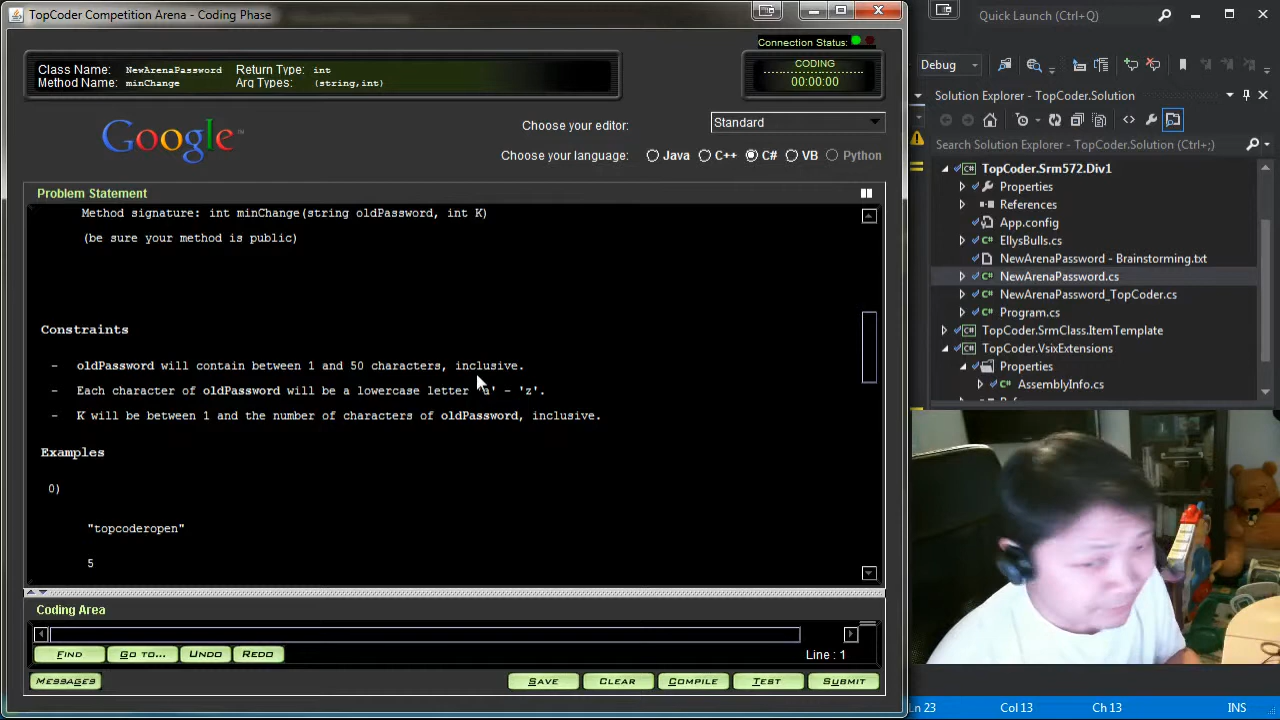 TopCoder Competition Arena - Coding Phase
Quick Launch (Ctrl+Q)
Connection Status:
Class Name: NewArenaPassword Return Type: int
Method Name: minChange Arg Types: (string,int)
CODING
00:00:00
Debug
Solution Explorer - TopCoder.Solution
Google™
Choose your editor: Standard
Choose your language: Java C++ C# VB Python
Search Solution Explorer - TopCoder.Solution (Ctrl+;)
TopCoder.Srm572.Div1
Properties
References
App.config
EllysBulls.cs
NewArenaPassword - Brainstorming.txt
NewArenaPassword.cs
NewArenaPassword_TopCoder.cs
Program.cs
TopCoder.SrmClass.ItemTemplate
TopCoder.VsixExtensions
Properties
AssemblyInfo.cs
Problem Statement
Method signature: int minChange(string oldPassword, int K)
(be sure your method is public)
Constraints
- oldPassword will contain between 1 and 50 characters, inclusive.
- Each character of oldPassword will be a lowercase letter 'a' - 'z'.
- K will be between 1 and the number of characters of oldPassword, inclusive.
Examples
0)
"topcoderopen"
5
Coding Area
FIND GO TO... UNDO REDO
Line : 1
MESSAGES SAVE CLEAR COMPILE TEST SUBMIT
Ln 23 Col 13 Ch 13 INS